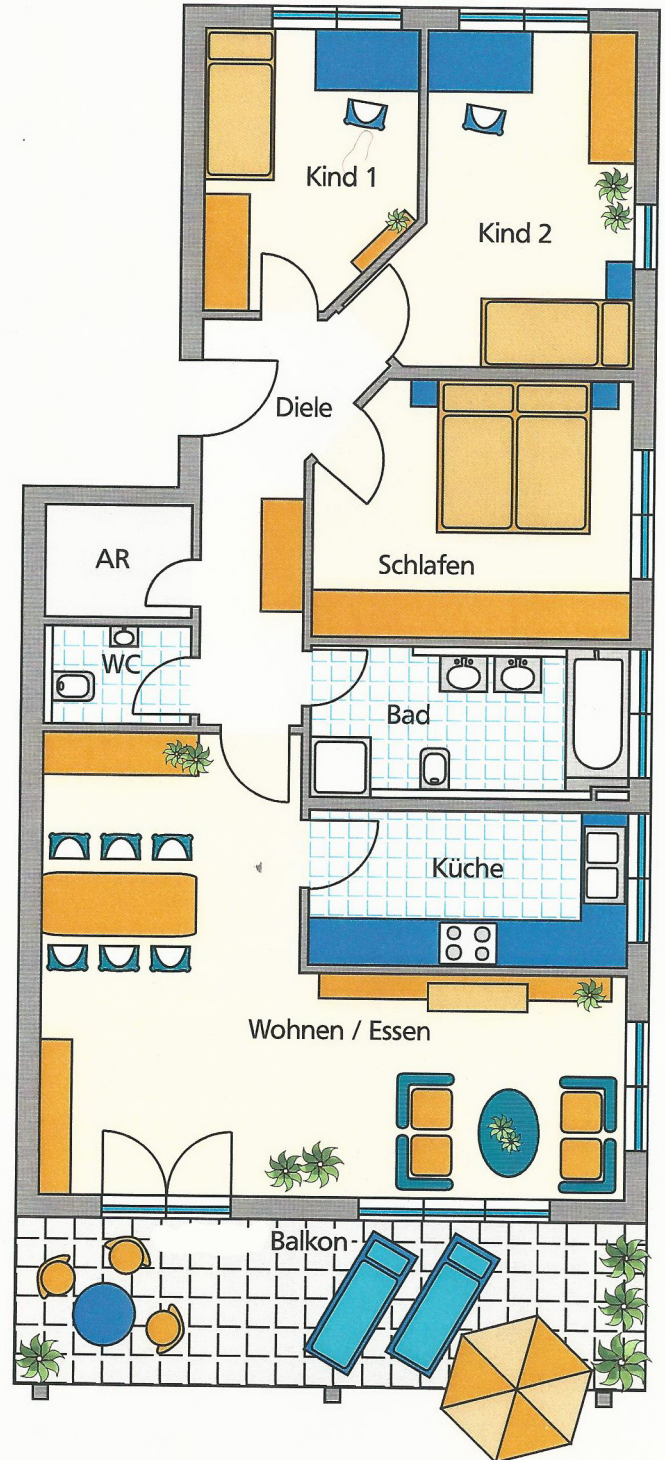 Kind 1
Kind 2
Diele
AR
Schlafen
WC
Bad
Küche
Wohnen / Essen
Balkon